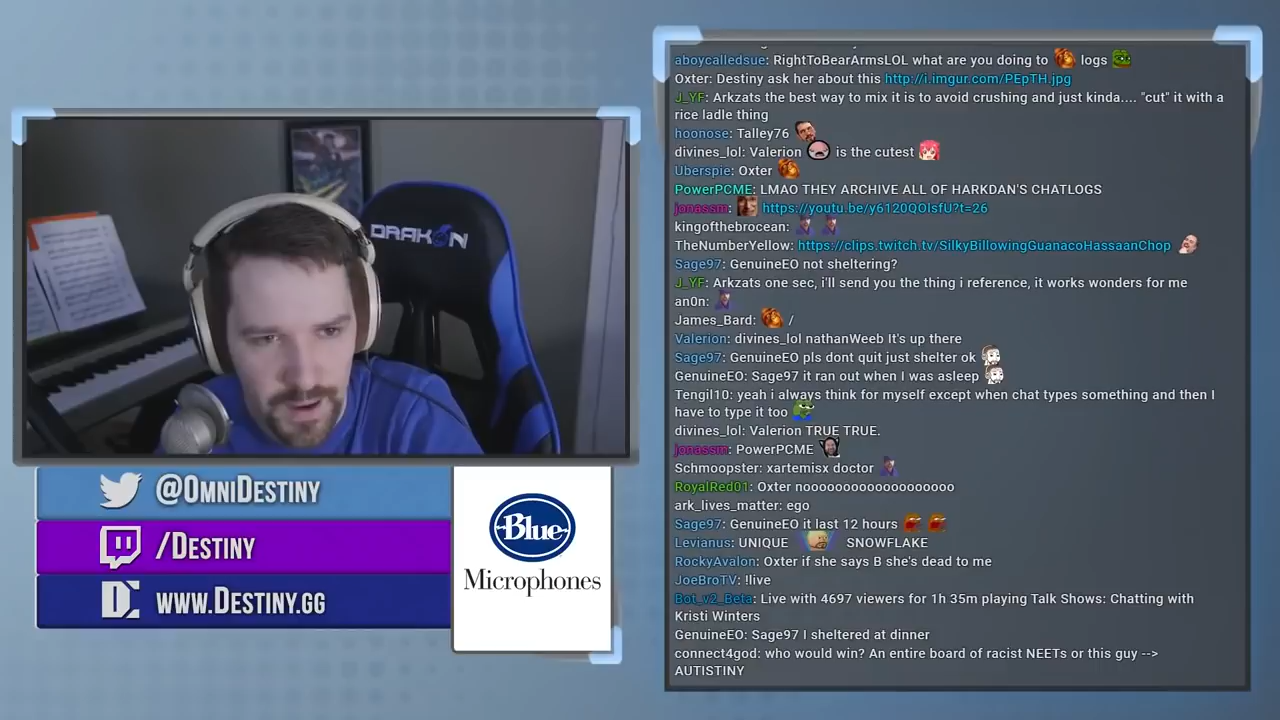 DRAKON
@OmniDestiny
/Destiny
www.Destiny.gg
Blue
Microphones
aboycalledsue: RightToBearArmsLOL what are you doing to logs
Oxter: Destiny ask her about this http://i.imgur.com/PEpTH.jpg
J_YF: Arkzats the best way to mix it is to avoid crushing and just kinda.... "cut" it with a
rice ladle thing
hoonose: Talley76
divines_lol: Valerion is the cutest
Uberspie: Oxter
PowerPCME: LMAO THEY ARCHIVE ALL OF HARKDAN'S CHATLOGS
jonassm: https://youtu.be/y6120QOlsfU?t=26
kingofthebrocean:
TheNumberYellow: https://clips.twitch.tv/SilkyBillowingGuanacoHassaanChop
Sage97: GenuineEO not sheltering?
J_YF: Arkzats one sec, i'll send you the thing i reference, it works wonders for me
an0n:
James_Bard: /
Valerion: divines_lol nathanWeeb It's up there
Sage97: GenuineEO pls dont quit just shelter ok
GenuineEO: Sage97 it ran out when I was asleep
Tengil10: yeah i always think for myself except when chat types something and then I
have to type it too
divines_lol: Valerion TRUE TRUE.
jonassm: PowerPCME
Schmoopster: xartemisx doctor
RoyalRed01: Oxter nooooooooooooooooooo
ark_lives_matter: ego
Sage97: GenuineEO it last 12 hours
Levianus: UNIQUE SNOWFLAKE
RockyAvalon: Oxter if she says B she's dead to me
JoeBroTV: !live
Bot_v2_Beta: Live with 4697 viewers for 1h 35m playing Talk Shows: Chatting with
Kristi Winters
GenuineEO: Sage97 I sheltered at dinner
connect4god: who would win? An entire board of racist NEETs or this guy -->
AUTISTINY